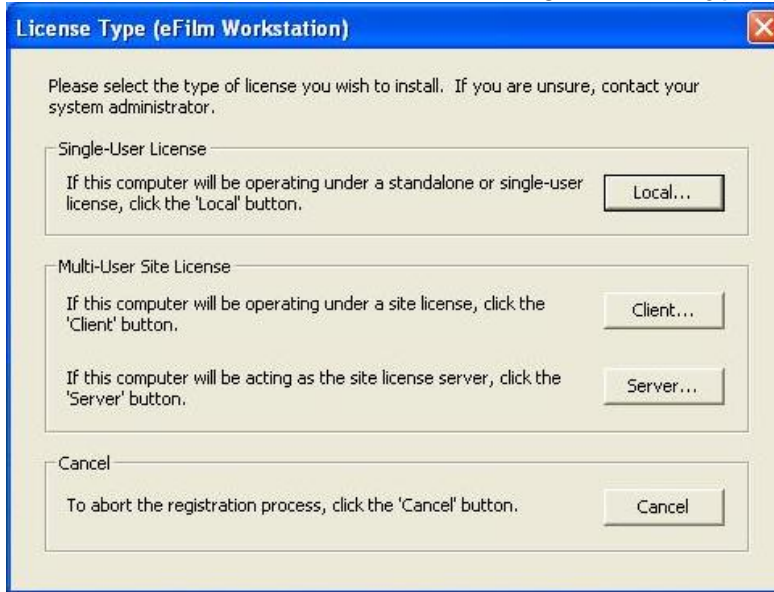 License Type (eFilm Workstation)
Please select the type of license you wish to install. If you are unsure, contact your
system administrator.
Single-User License
If this computer will be operating under a standalone or single-user
license, click the 'Local' button.
Local...
Multi-User Site License
If this computer will be operating under a site license, click the
'Client' button.
Client...
If this computer will be acting as the site license server, click the
'Server' button.
Server...
Cancel
To abort the registration process, click the 'Cancel' button.
Cancel